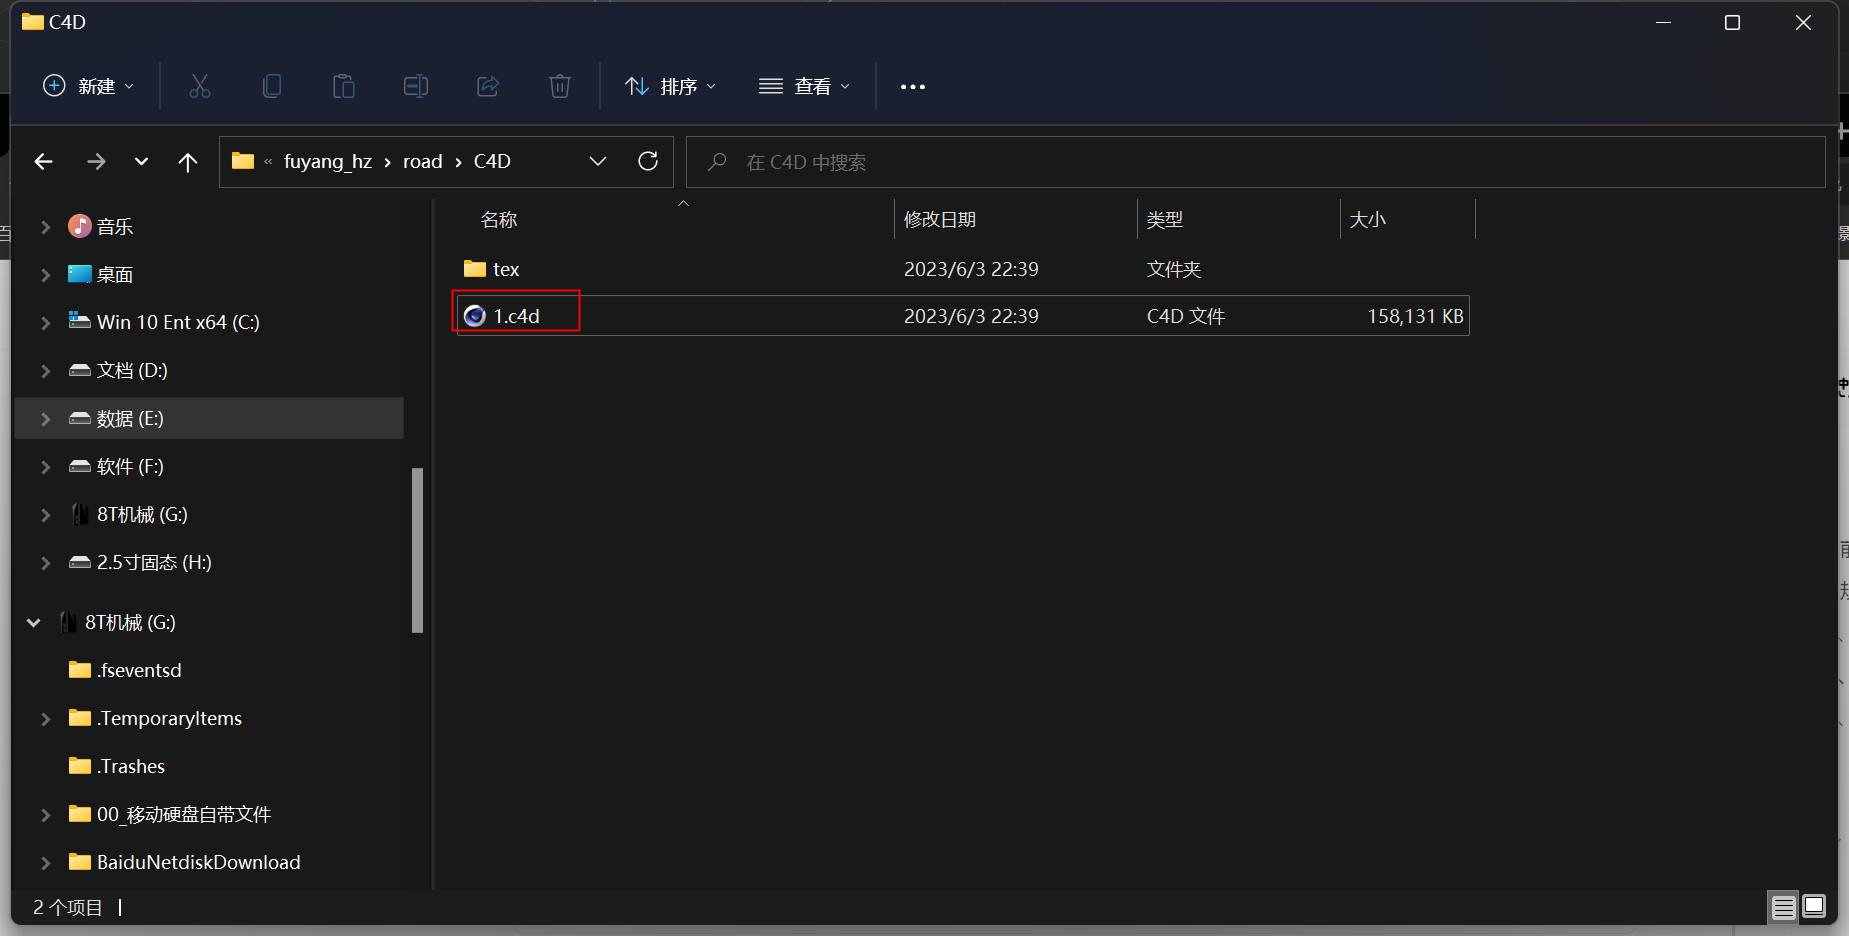 C4D
新建
排序
查看
« fuyang_hz › road › C4D
在 C4D 中搜索
音乐
桌面
Win 10 Ent x64 (C:)
文档 (D:)
数据 (E:)
软件 (F:)
8T机械 (G:)
2.5寸固态 (H:)
8T机械 (G:)
.fseventsd
.TemporaryItems
.Trashes
00_移动硬盘自带文件
BaiduNetdiskDownload
名称 修改日期 类型 大小
tex 2023/6/3 22:39 文件夹
1.c4d 2023/6/3 22:39 C4D 文件 158,131 KB
2 个项目